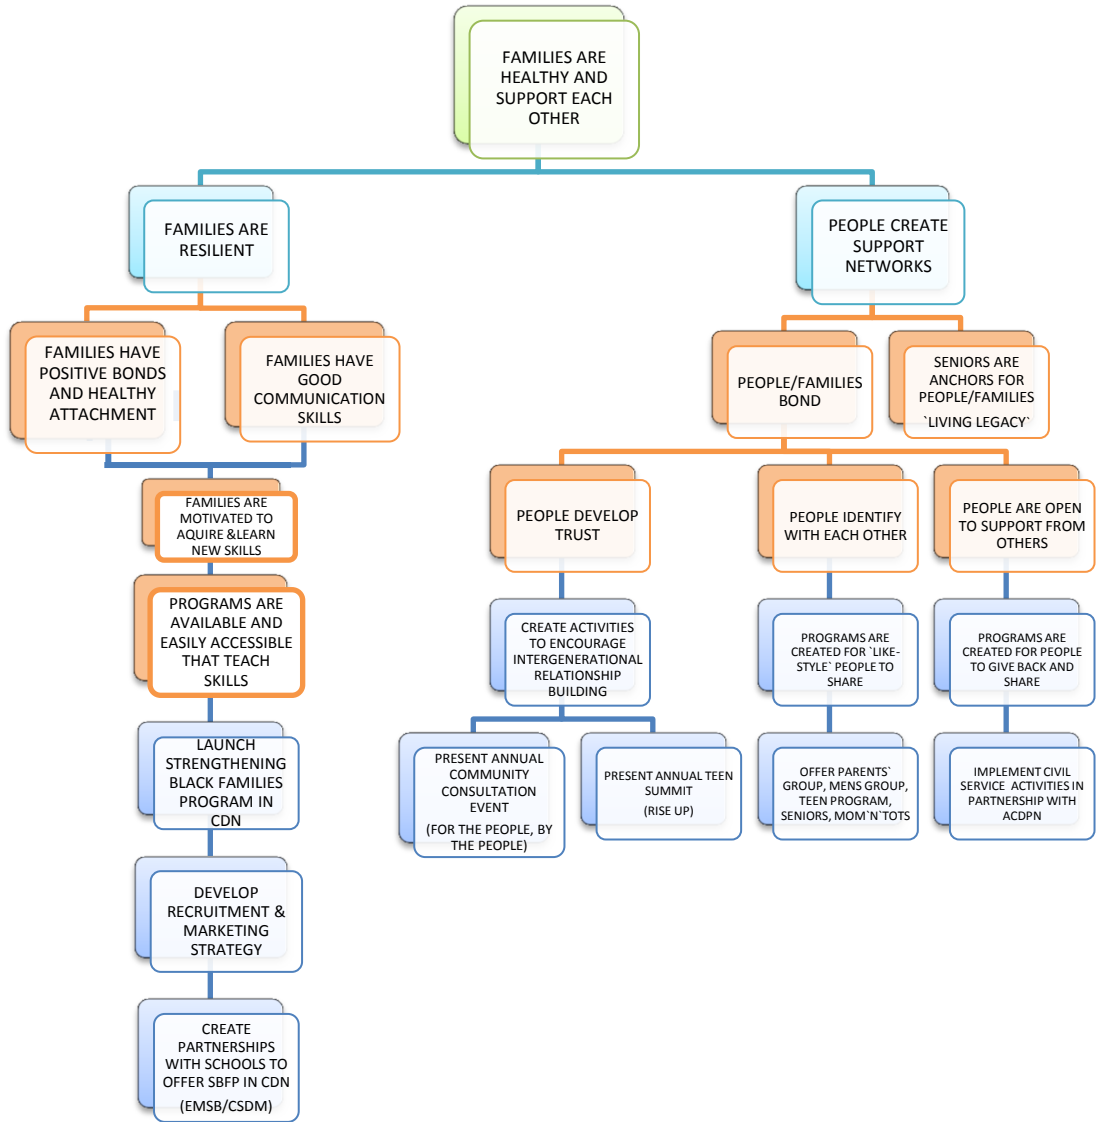 FAMILIES ARE
HEALTHY AND
SUPPORT EACH
OTHER
FAMILIES ARE
RESILIENT
PEOPLE CREATE
SUPPORT
NETWORKS
FAMILIES HAVE
POSITIVE BONDS
AND HEALTHY
ATTACHMENT
FAMILIES HAVE
GOOD
COMMUNICATION
SKILLS
PEOPLE/FAMILIES
BOND
SENIORS ARE
ANCHORS FOR
PEOPLE/FAMILIES
`LIVING LEGACY`
FAMILIES ARE
MOTIVATED TO
AQUIRE &LEARN
NEW SKILLS
PEOPLE DEVELOP
TRUST
PEOPLE IDENTIFY
WITH EACH OTHER
PEOPLE ARE OPEN
TO SUPPORT FROM
OTHERS
PROGRAMS ARE
AVAILABLE AND
EASILY ACCESSIBLE
THAT TEACH
SKILLS
CREATE ACTIVITIES
TO ENCOURAGE
INTERGENERATIONAL
RELATIONSHIP
BUILDING
PROGRAMS ARE
CREATED FOR `LIKE-
STYLE` PEOPLE TO
SHARE
PROGRAMS ARE
CREATED FOR PEOPLE
TO GIVE BACK AND
SHARE
LAUNCH
STRENGTHENING
BLACK FAMILIES
PROGRAM IN
CDN
PRESENT ANNUAL
COMMUNITY
CONSULTATION
EVENT
(FOR THE PEOPLE, BY
THE PEOPLE)
PRESENT ANNUAL TEEN
SUMMIT
(RISE UP)
OFFER PARENTS`
GROUP, MENS GROUP,
TEEN PROGRAM,
SENIORS, MOM`N`TOTS
IMPLEMENT CIVIL
SERVICE ACTIVITIES IN
PARTNERSHIP WITH
ACDPN
DEVELOP
RECRUITMENT &
MARKETING
STRATEGY
CREATE
PARTNERSHIPS
WITH SCHOOLS TO
OFFER SBFP IN CDN
(EMSB/CSDM)